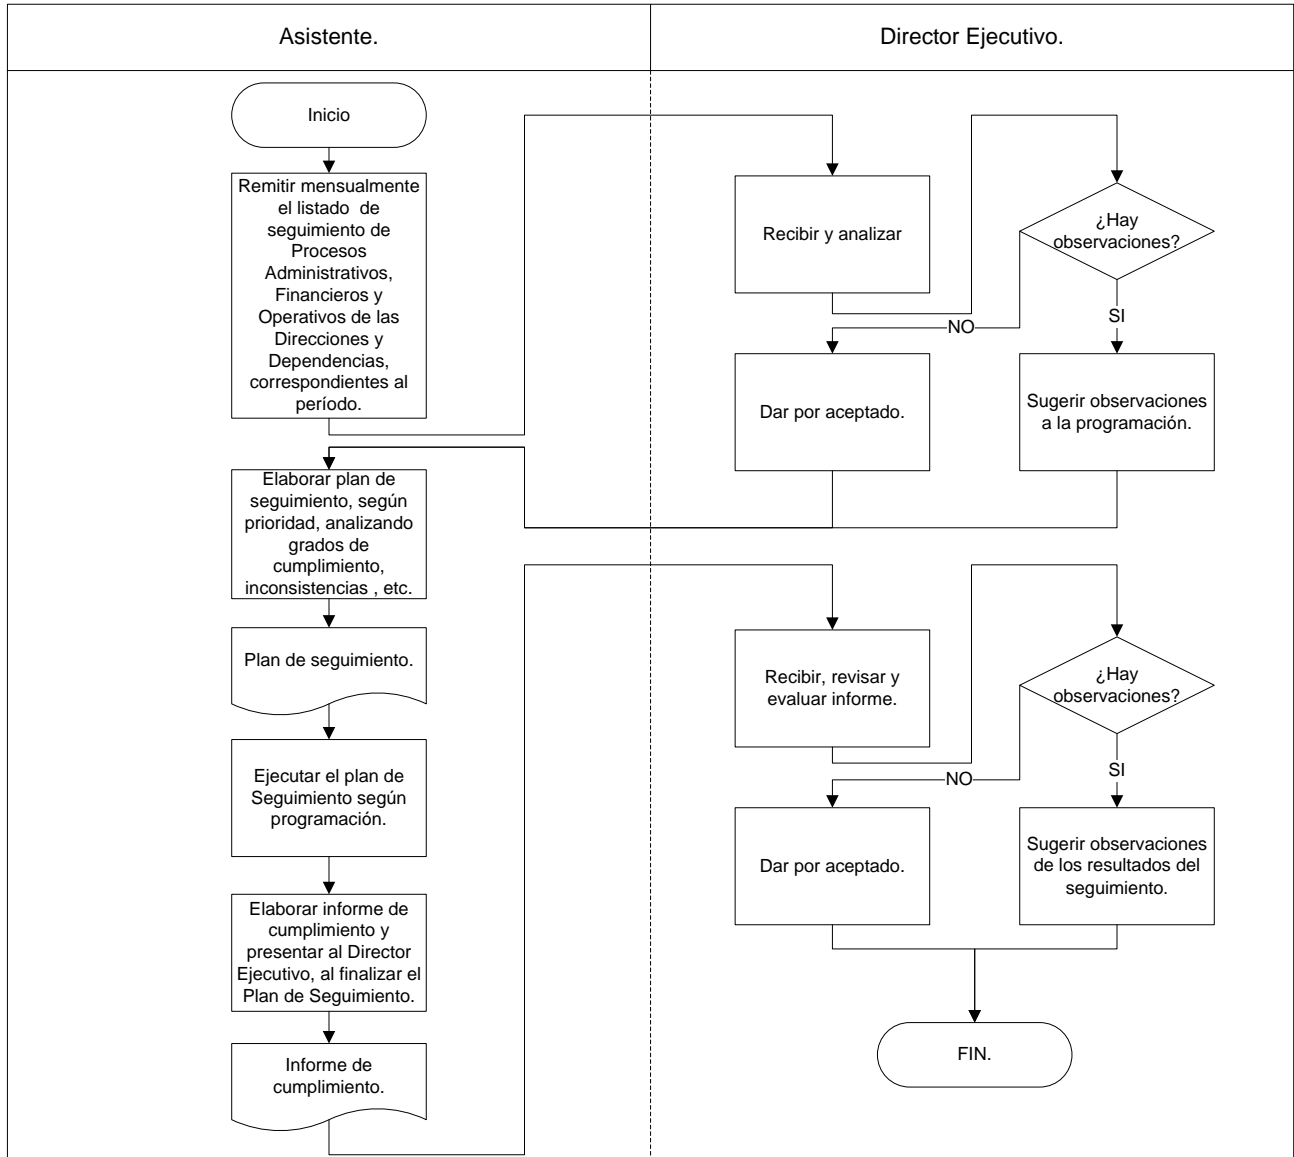 Asistente.
Director Ejecutivo.
Inicio
Remitir mensualmente
el listado de
seguimiento de
Procesos
Administrativos,
Financieros y
Operativos de las
Direcciones y
Dependencias,
correspondientes al
período.
Recibir y analizar
¿Hay
observaciones?
NO
SI
Dar por aceptado.
Sugerir observaciones
a la programación.
Elaborar plan de
seguimiento, según
prioridad, analizando
grados de
cumplimiento,
inconsistencias , etc.
Plan de seguimiento.
Ejecutar el plan de
Seguimiento según
programación.
Elaborar informe de
cumplimiento y
presentar al Director
Ejecutivo, al finalizar el
Plan de Seguimiento.
Informe de
cumplimiento.
Recibir, revisar y
evaluar informe.
¿Hay
observaciones?
NO
SI
Dar por aceptado.
Sugerir observaciones
de los resultados del
seguimiento.
FIN.